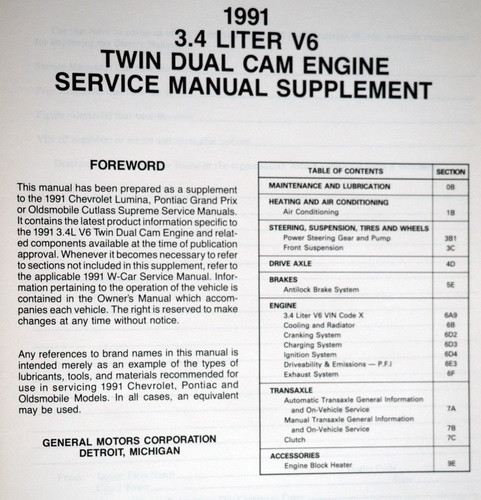 1991
3.4 LITER V6
TWIN DUAL CAM ENGINE
SERVICE MANUAL SUPPLEMENT
FOREWORD
This manual has been prepared as a supplement
to the 1991 Chevrolet Lumina, Pontiac Grand Prix
or Oldsmobile Cutlass Supreme Service Manuals.
It contains the latest product information specific to
the 1991 3.4L V6 Twin Dual Cam Engine and relat-
ed components available at the time of publication
approval. Whenever it becomes necessary to refer
to sections not included in this supplement, refer to
the applicable 1991 W-Car Service Manual. Infor-
mation pertaining to the operation of the vehicle is
contained in the Owner's Manual which accom-
panies each vehicle. The right is reserved to make
changes at any time without notice.
Any references to brand names in this manual is
intended merely as an example of the types of
lubricants, tools, and materials recommended for
use in servicing 1991 Chevrolet, Pontiac and
Oldsmobile Models. In all cases, an equivalent
may be used.
GENERAL MOTORS CORPORATION
DETROIT, MICHIGAN
TABLE OF CONTENTS SECTION
MAINTENANCE AND LUBRICATION 0B
HEATING AND AIR CONDITIONING
Air Conditioning 1B
STEERING, SUSPENSION, TIRES AND WHEELS
Power Steering Gear and Pump 3B1
Front Suspension 3C
DRIVE AXLE 4D
BRAKES
Antilock Brake System 5E
ENGINE
3.4 Liter V6 VIN Code X 6A9
Cooling and Radiator 6B
Cranking System 6D2
Charging System 6D3
Ignition System 6D4
Driveability & Emissions — P.F.I 6E3
Exhaust System 6F
TRANSAXLE
Automatic Transaxle General Information
and On-Vehicle Service 7A
Manual Transaxle General Information
and On-Vehicle Service 7B
Clutch 7C
ACCESSORIES
Engine Block Heater 9E